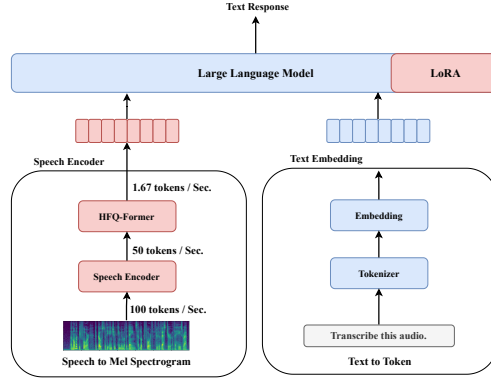 Text Response
Large Language Model
LoRA
Speech Encoder
Text Embedding
1.67 tokens / Sec.
HFQ-Former
Embedding
50 tokens / Sec.
Speech Encoder
Tokenizer
100 tokens / Sec.
Transcribe this audio.
Speech to Mel Spectrogram
Text to Token